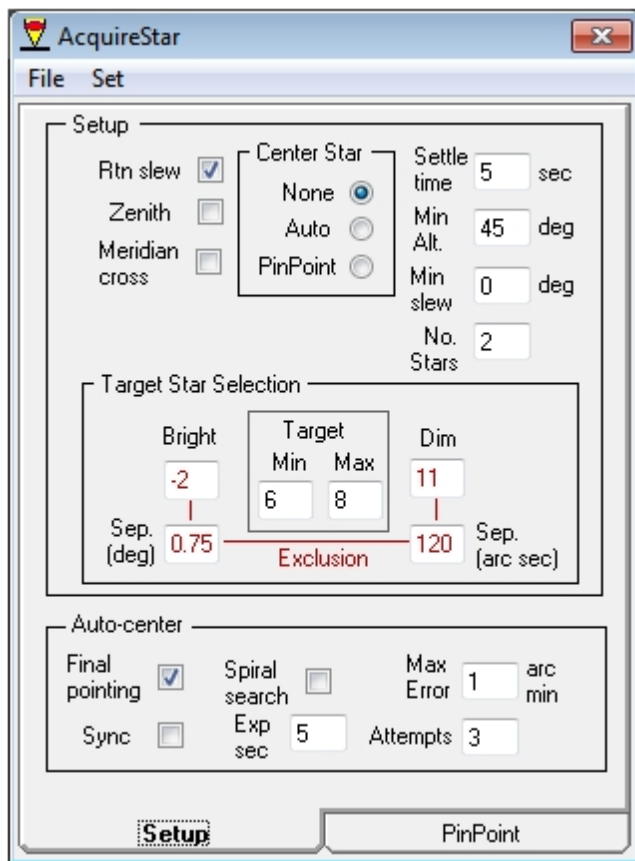 AcquireStar
File Set
Setup
Rtn slew
Zenith
Meridian
cross
Center Star
None
Auto
PinPoint
Settle
time 5 sec
Min
Alt. 45 deg
Min
slew 0 deg
No.
Stars 2
Target Star Selection
Bright
-2
Sep.
(deg) 0.75
Target
Min Max
6 8
Dim
11
120 Sep.
(arc sec)
Exclusion
Auto-center
Final
pointing
Spiral
search
Max
Error 1 arc
min
Sync
Exp
sec 5
Attempts 3
Setup PinPoint